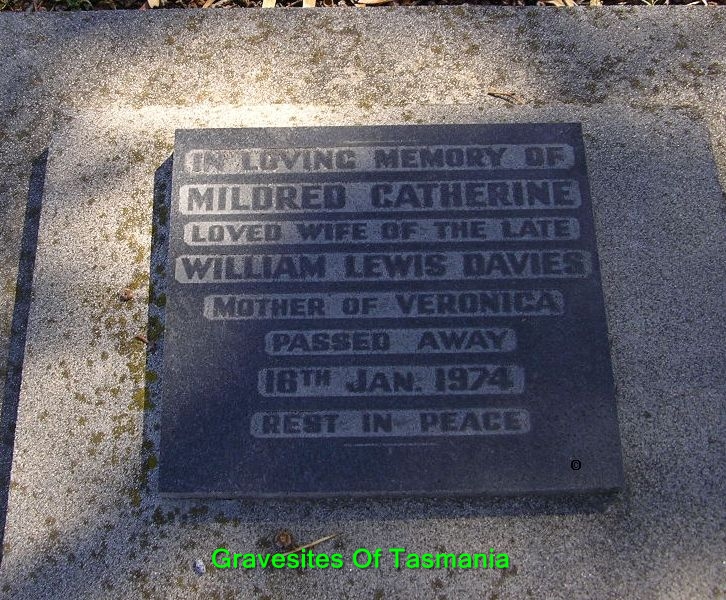 IN LOVING MEMORY OF
MILDRED CATHERINE
LOVED WIFE OF THE LATE
WILLIAM LEWIS DAVIES
MOTHER OF VERONICA
PASSED AWAY
16TH JAN. 1974
REST IN PEACE
©
Gravesites Of Tasmania